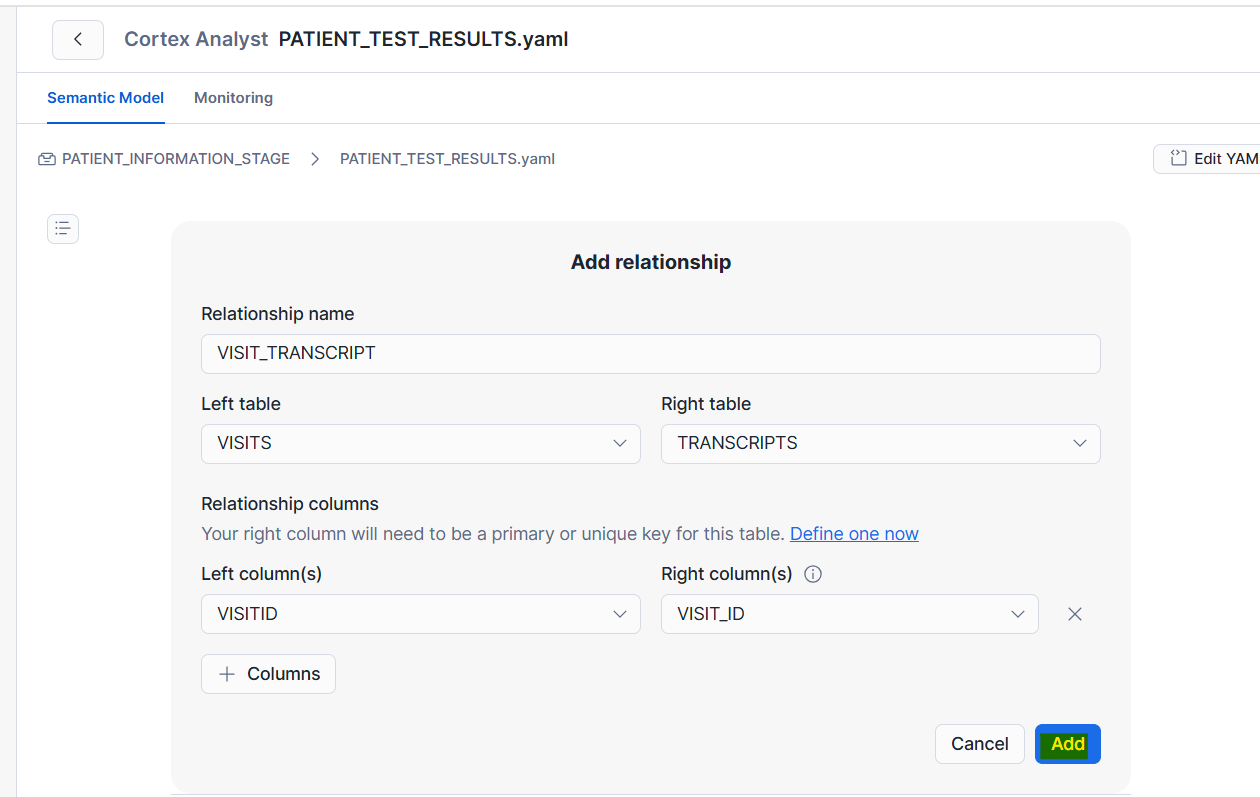 Cortex Analyst PATIENT_TEST_RESULTS.yaml
Semantic Model Monitoring
PATIENT_INFORMATION_STAGE > PATIENT_TEST_RESULTS.yaml
Edit YAM
Add relationship
Relationship name
VISIT_TRANSCRIPT
Left table Right table
VISITS TRANSCRIPTS
Relationship columns
Your right column will need to be a primary or unique key for this table. Define one now
Left column(s) Right column(s)
VISITID VISIT_ID
+ Columns
Cancel Add